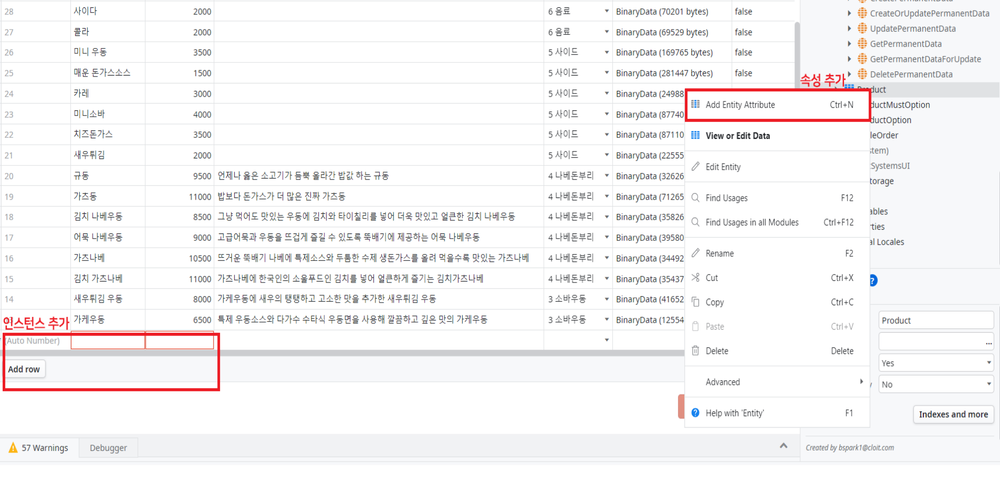 28 사이다 2000 6 음료 BinaryData (70201 bytes) false
27 콜라 2000 6 음료 BinaryData (69529 bytes) false
26 미니 우동 3500 5 사이드 BinaryData (169765 bytes) false
25 매운 돈가스소스 1500 5 사이드 BinaryData (281447 bytes) false
24 카레 3000 5 사이드 BinaryData (24988
23 미니소바 4000 5 사이드 BinaryData (87740
22 치즈돈가스 3500 5 사이드 BinaryData (87110
21 새우튀김 2000 5 사이드 BinaryData (22555
20 규동 9500 언제나 옳은 소고기가 듬뿍 올라간 밥값 하는 규동 4 나베돈부리 BinaryData (32626
19 가츠동 11000 밥보다 돈가스가 더 많은 진짜 가츠동 4 나베돈부리 BinaryData (71265
18 김치 나베우동 8500 그냥 먹어도 맛있는 우동에 김치와 타이칠리를 넣어 더욱 맛있고 얼큰한 김치 나베우동 4 나베돈부리 BinaryData (35826
17 어묵 나베우동 9000 고급어묵과 우동을 뜨겁게 즐길 수 있도록 뚝배기에 제공하는 어묵 나베우동 4 나베돈부리 BinaryData (39580
16 가츠나베 10500 뜨거운 뚝배기 나베에 특제소스와 두툼한 수제 생돈가스를 올려 먹을수록 맛있는 가츠나베 4 나베돈부리 BinaryData (34492
15 김치 가츠나베 11000 가츠나베에 한국인의 소울푸드인 김치를 넣어 얼큰하게 즐기는 김치가츠나베 4 나베돈부리 BinaryData (35437
14 새우튀김 우동 8000 가케우동에 새우의 탱탱하고 고소한 맛을 추가한 새우튀김 우동 3 소바우동 BinaryData (41652
가케우동 6500 특제 우동소스와 다가수 수타식 우동면을 사용해 깔끔하고 깊은 맛의 가케우동 3 소바우동 BinaryData (12554
인스턴스 추가
(Auto Number)
Add row
57 Warnings Debugger
속성 추가
Add Entity Attribute Ctrl+N
View or Edit Data
Edit Entity
Find Usages F12
Find Usages in all Modules Ctrl+F12
Rename F2
Cut Ctrl+X
Copy Ctrl+C
Paste Ctrl+V
Delete Delete
Advanced
Help with 'Entity' F1
CreateOrUpdatePermanentData
UpdatePermanentData
GetPermanentData
GetPermanentDataForUpdate
DeletePermanentData
Product
ductMustOption
ductOption
leOrder
stem)
SystemsUI
torage
ables
rties
al Locales
?
Product
...
Yes
No
Indexes and more
Created by bspark1@cloit.com